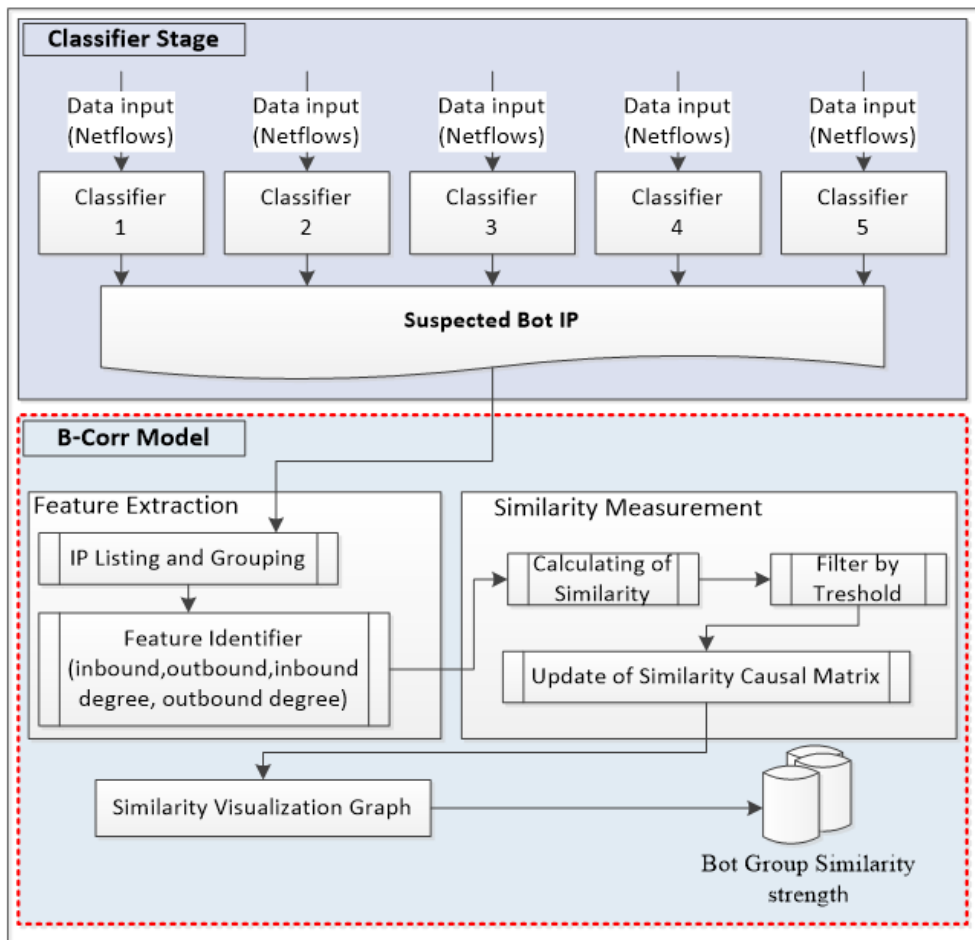 Classifier Stage
Data input
(Netflows)
Data input
(Netflows)
Data input
(Netflows)
Data input
(Netflows)
Data input
(Netflows)
Classifier
1
Classifier
2
Classifier
3
Classifier
4
Classifier
5
Suspected Bot IP
B-Corr Model
Feature Extraction
IP Listing and Grouping
Feature Identifier
(inbound,outbound,inbound
degree, outbound degree)
Similarity Measurement
Calculating of
Similarity
Filter by
Treshold
Update of Similarity Causal Matrix
Similarity Visualization Graph
Bot Group Similarity
strength